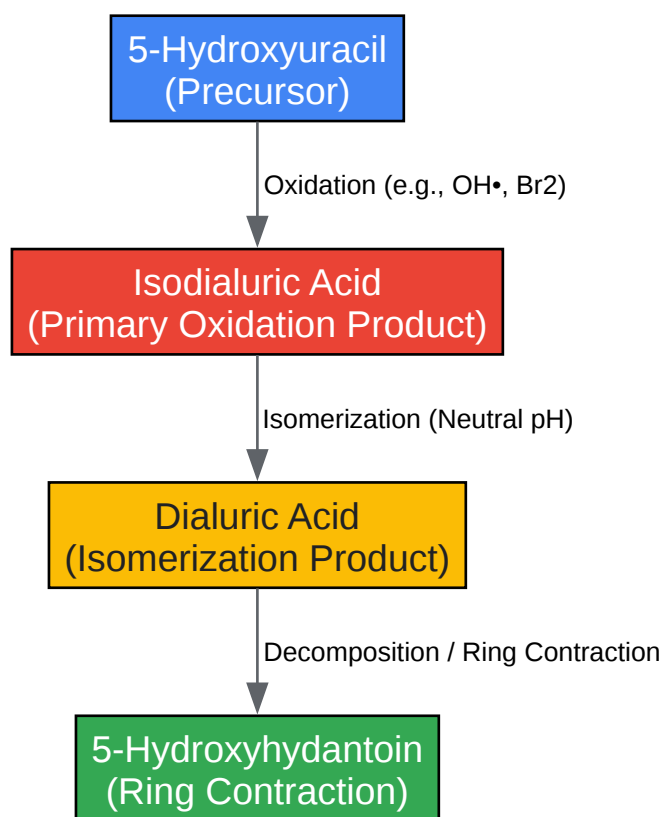 5-Hydroxyuracil
(Precursor)
Oxidation (e.g., OH•, Br2)
Isodialuric Acid
(Primary Oxidation Product)
Isomerization (Neutral pH)
Dialuric Acid
(Isomerization Product)
Decomposition / Ring Contraction
5-Hydroxyhydantoin
(Ring Contraction)